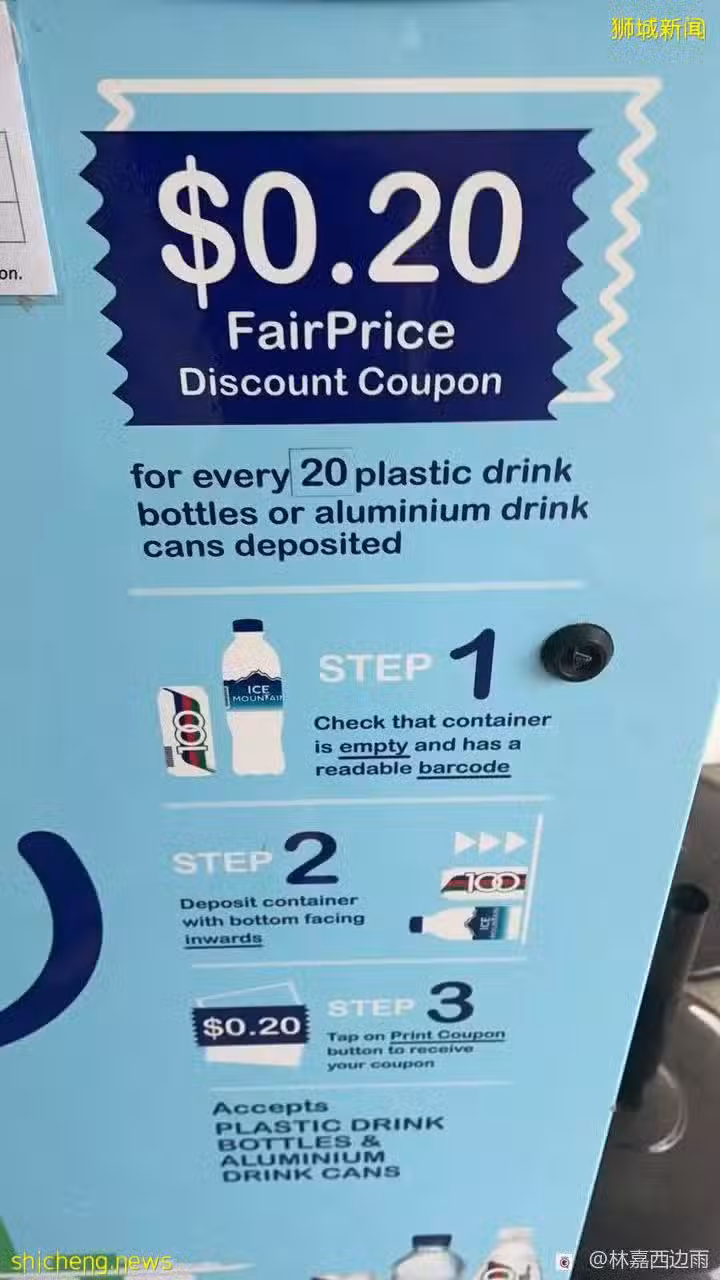 狮城新闻
on.
$0.20
FairPrice
Discount Coupon
for every 20 plastic drink
bottles or aluminium drink
cans deposited
STEP 1
100
ICE
MOUNTAIN
Check that container
is empty and has a
readable barcode
STEP 2
Deposit container
with bottom facing
inwards
100
ICE
$0.20
STEP 3
Tap on Print Coupon
button to receive
your coupon
Accepts
PLASTIC DRINK
BOTTLES &
ALUMINIUM
DRINK CANS
shicheng.news
@林嘉西边雨